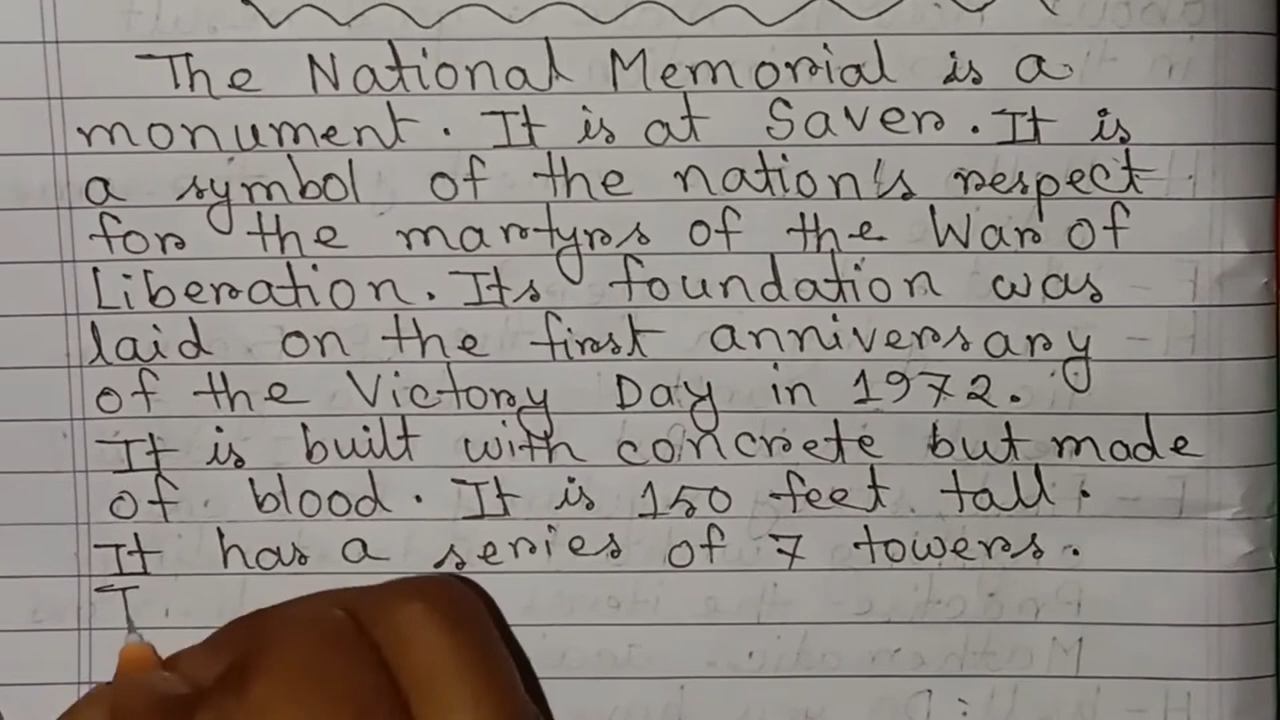 The National Memorial is a
monument. It is at Saver. It is
a symbol of the nation's respect
for the martyrs of the War of
Liberation. Its foundation was
laid on the first anniversary
of the Victory Day in 1972.
It is built with concrete but made
of blood. It is 150 feet tall.
It has a series of 7 towers.
T